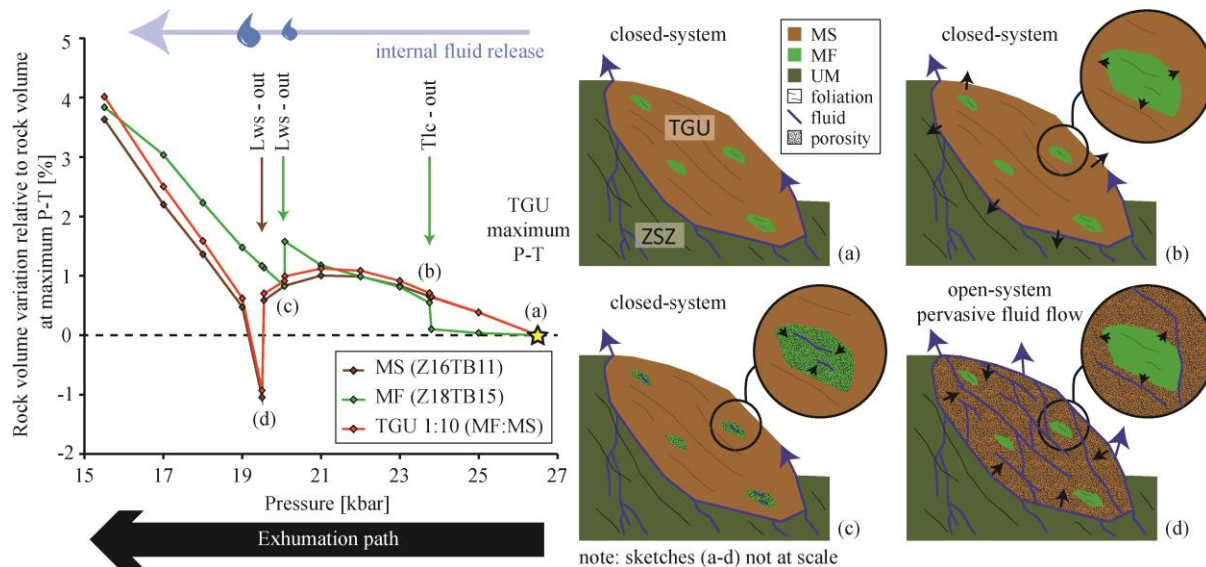 internal fluid release
Rock volume variation relative to rock volume
at maximum P-T [%]
5
4
3
2
1
0
-1
-2
Lws - out
Lws - out
Tlc - out
TGU
maximum
P-T
(a)
(b)
(c)
(d)
MS (Z16TB11)
MF (Z18TB15)
TGU 1:10 (MF:MS)
15
17
19
21
23
25
27
Pressure [kbar]
Exhumation path
closed-system
MS
MF
UM
foliation
fluid
porosity
TGU
ZSZ
(a)
closed-system
(b)
closed-system
(c)
open-system
pervasive fluid flow
(d)
note: sketches (a-d) not at scale